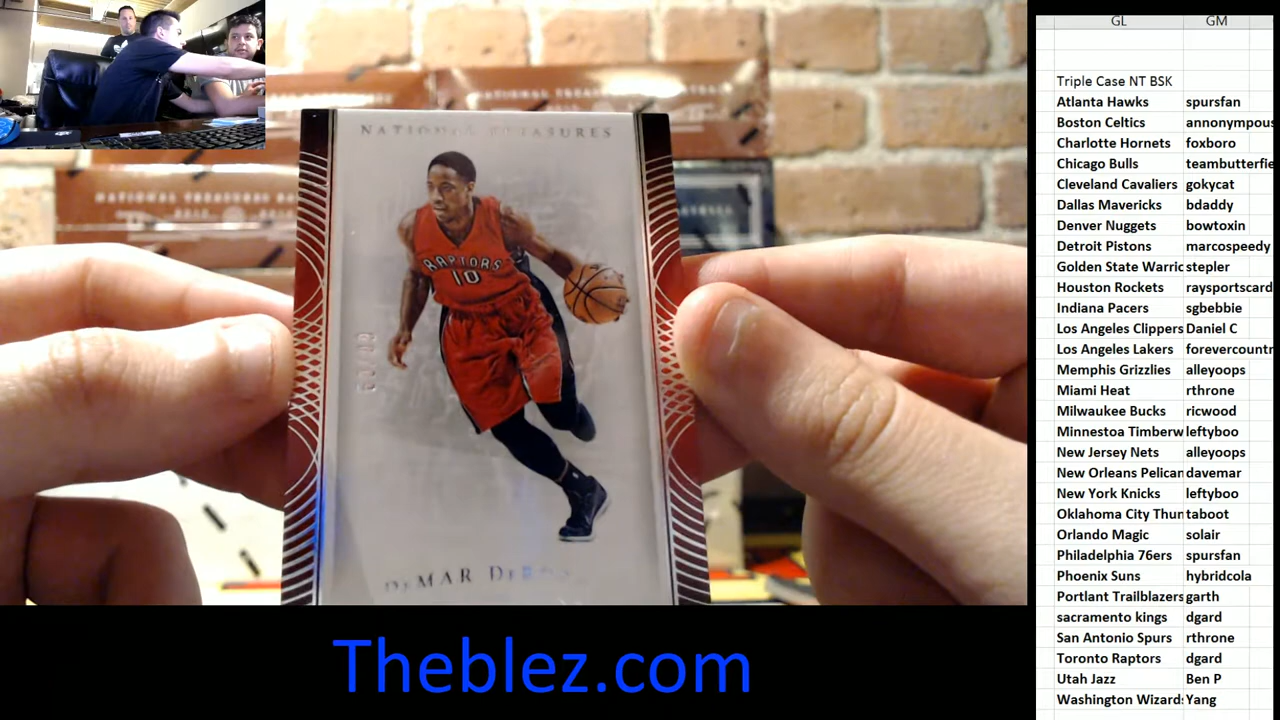 GL GM
Triple Case NT BSK
Atlanta Hawks spursfan
Boston Celtics annonympous
Charlotte Hornets foxboro
Chicago Bulls teambutterfie
Cleveland Cavaliers gokycat
Dallas Mavericks bdaddy
Denver Nuggets bowtoxin
Detroit Pistons marcospeedy
Golden State Warric stepler
Houston Rockets raysportscard
Indiana Pacers sgbebbie
Los Angeles Clippers Daniel C
Los Angeles Lakers forevercountr
Memphis Grizzlies alleyoops
Miami Heat rthrone
Milwaukee Bucks ricwood
Minnestoa Timberw leftyboo
New Jersey Nets alleyoops
New Orleans Pelican davemar
New York Knicks leftyboo
Oklahoma City Thun taboot
Orlando Magic solair
Philadelphia 76ers spursfan
Phoenix Suns hybridcola
Portlant Trailblazers garth
sacramento kings dgard
San Antonio Spurs rthrone
Toronto Raptors dgard
Utah Jazz Ben P
Washington Wizards Yang
NATIONAL TREASURES
RAPTORS
10
DeMAR
Theblez.com